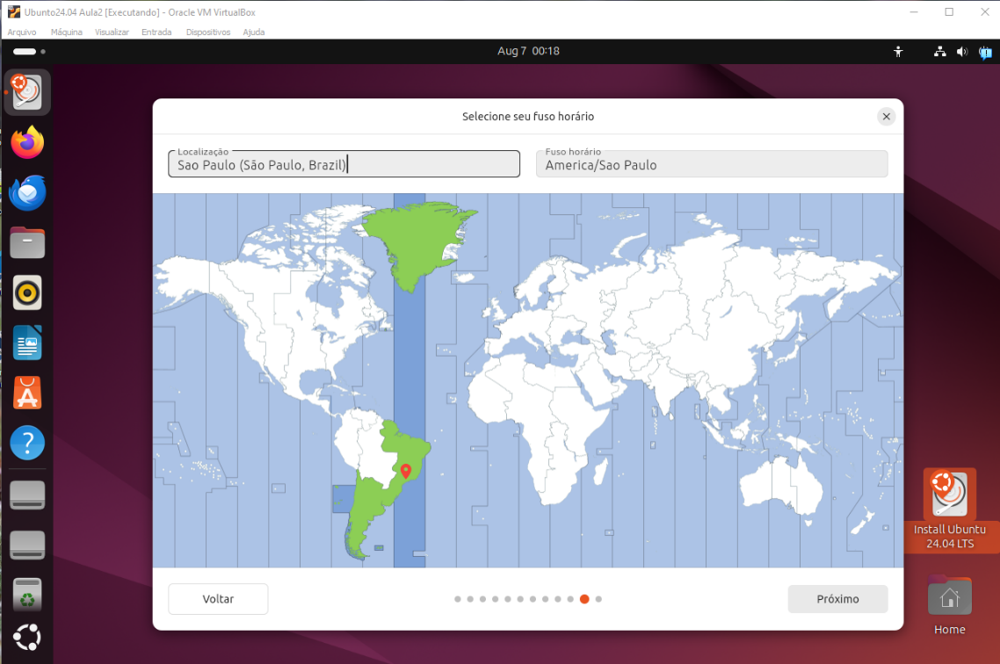 Ubunto24.04 Aula2 [Executando] - Oracle VM VirtualBox
Arquivo Máquina Visualizar Entrada Dispositivos Ajuda
Aug 7 00:18
Selecione seu fuso horário
Localização
Sao Paulo (São Paulo, Brazil)
Fuso horário
America/Sao Paulo
Install Ubuntu
24.04 LTS
Voltar
Próximo
Home